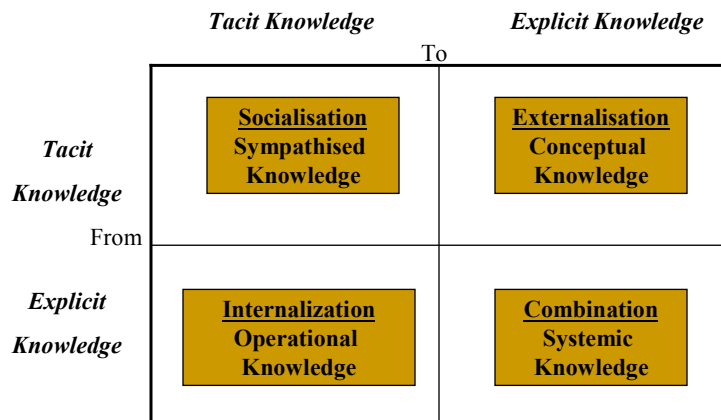 Tacit Knowledge
Explicit Knowledge
To
Socialisation
Sympathised
Knowledge
Externalisation
Conceptual
Knowledge
Tacit
Knowledge
From
Explicit
Knowledge
Internalization
Operational
Knowledge
Combination
Systemic
Knowledge